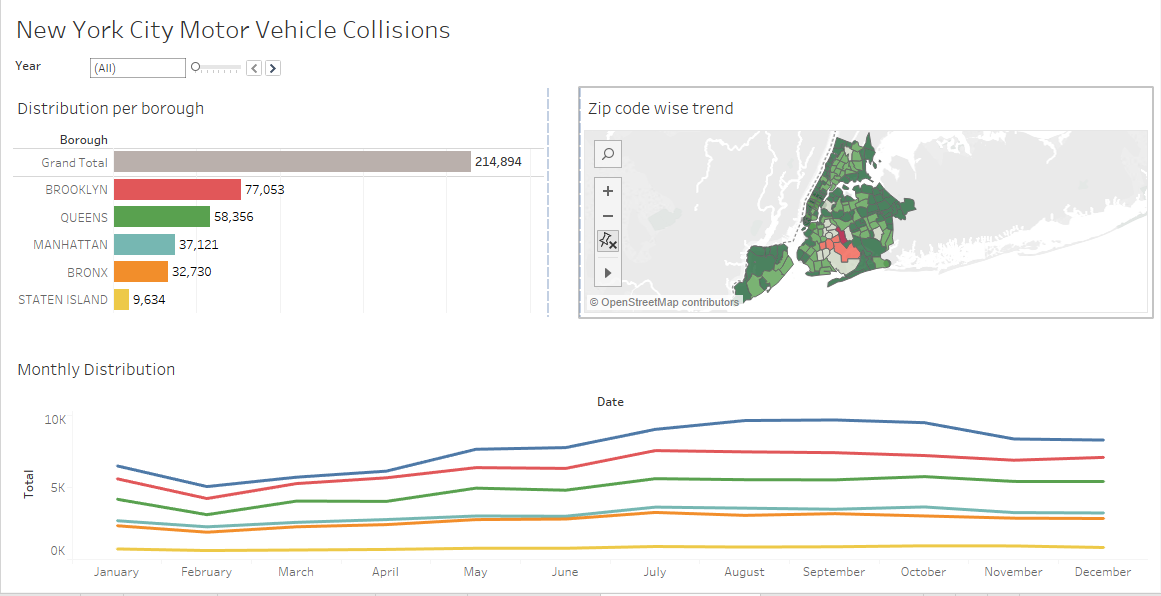 New York City Motor Vehicle Collisions
Year
(All)
Distribution per borough
Borough
Grand Total 214,894
BROOKLYN 77,053
QUEENS 58,356
MANHATTAN 37,121
BRONX 32,730
STATEN ISLAND 9,634
Zip code wise trend
© OpenStreetMap contributors
Monthly Distribution
Date
10K
5K
0K
Total
January February March April May June July August September October November December